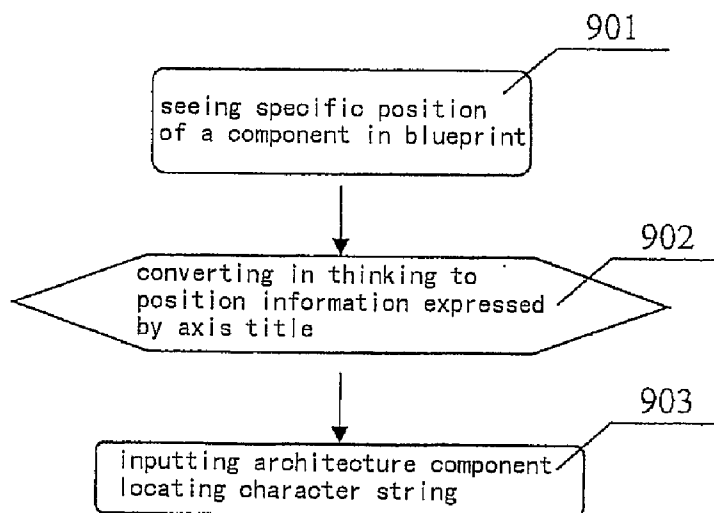 901
seeing specific position
of a component in blueprint
902
converting in thinking to
position information expressed
by axis title
903
inputting architecture component
locating character string